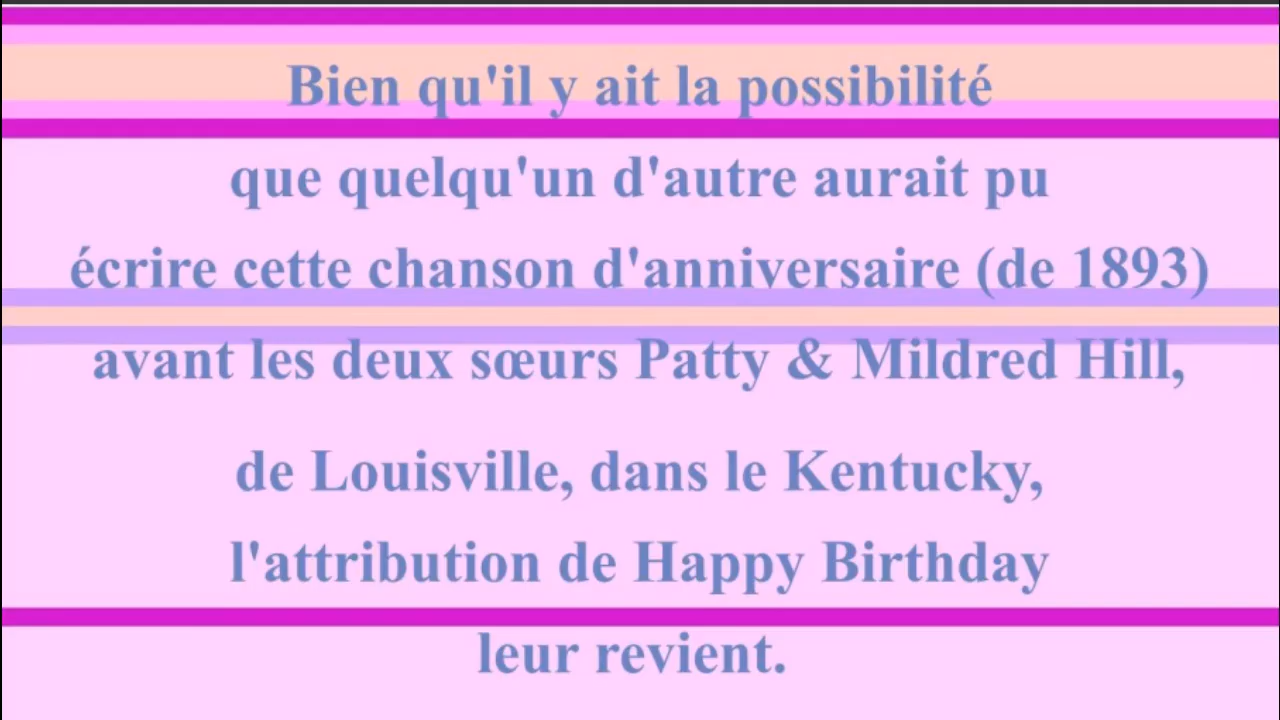 Bien qu'il y ait la possibilité
que quelqu'un d'autre aurait pu
écrire cette chanson d'anniversaire (de 1893)
avant les deux sœurs Patty & Mildred Hill,
de Louisville, dans le Kentucky,
l'attribution de Happy Birthday
leur revient.